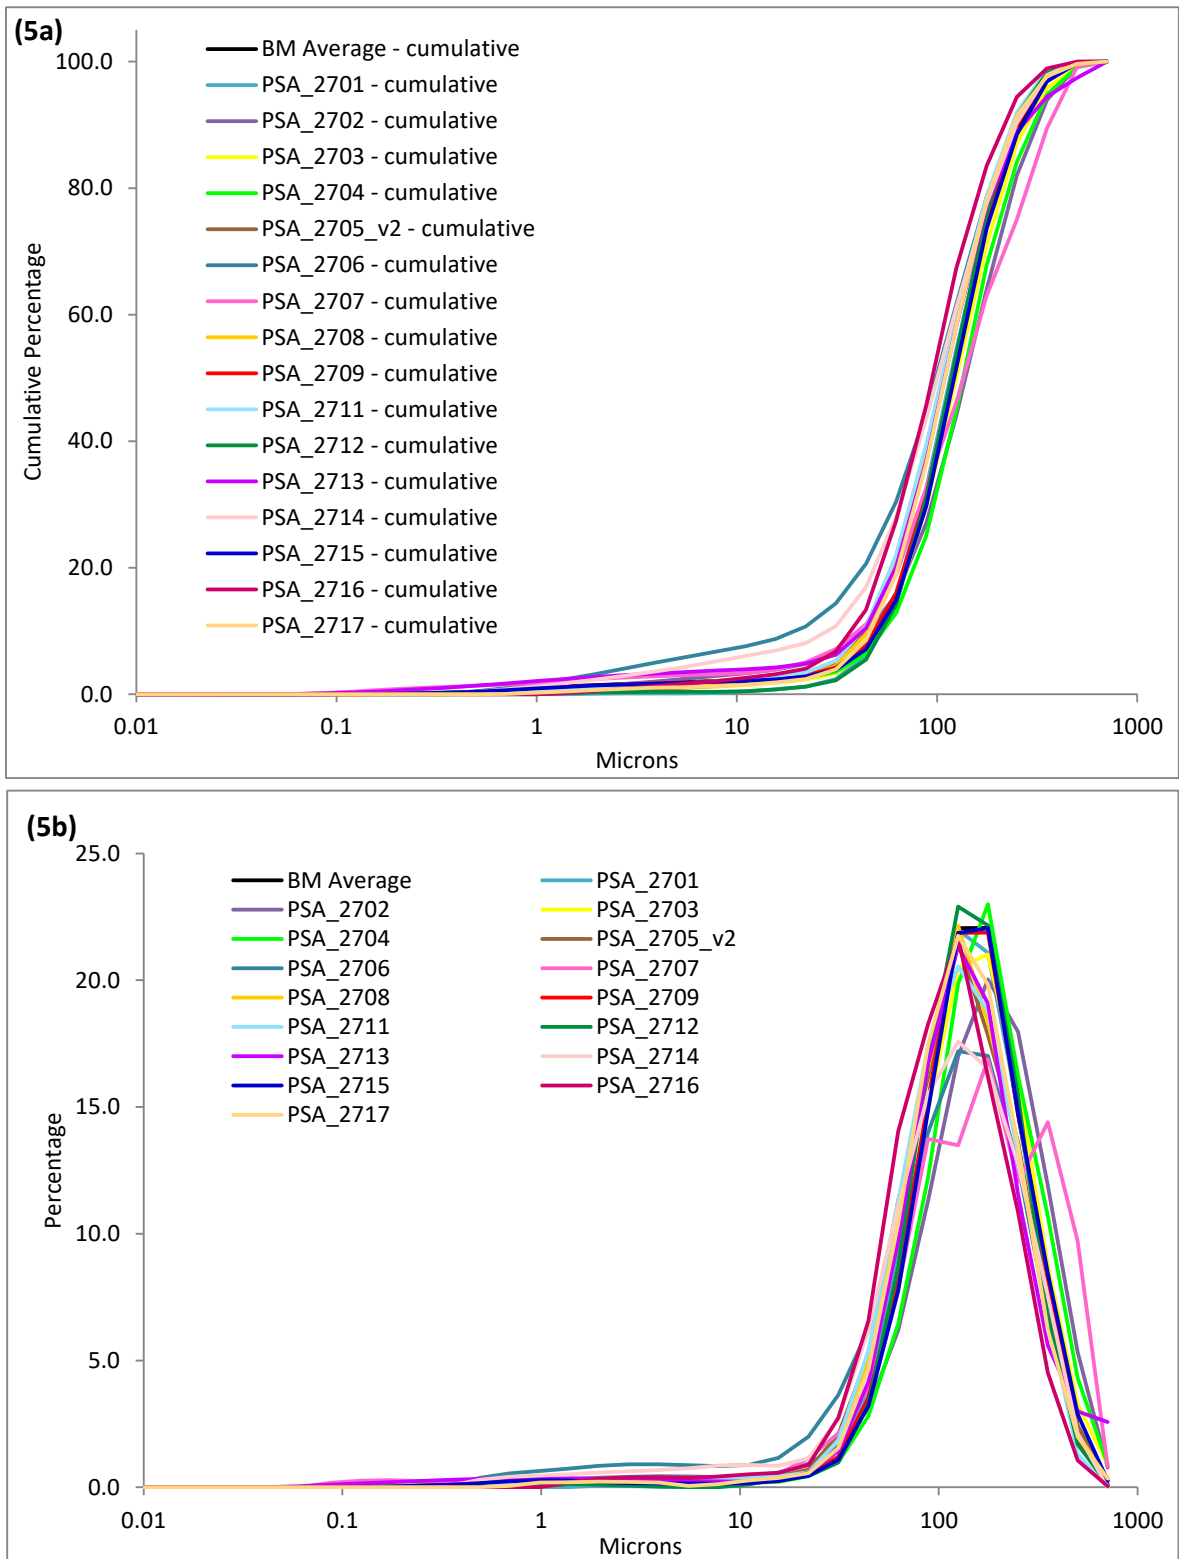 (5a)
BM Average - cumulative
PSA_2701 - cumulative
PSA_2702 - cumulative
PSA_2703 - cumulative
PSA_2704 - cumulative
PSA_2705_v2 - cumulative
PSA_2706 - cumulative
PSA_2707 - cumulative
PSA_2708 - cumulative
PSA_2709 - cumulative
PSA_2711 - cumulative
PSA_2712 - cumulative
PSA_2713 - cumulative
PSA_2714 - cumulative
PSA_2715 - cumulative
PSA_2716 - cumulative
PSA_2717 - cumulative
Cumulative Percentage
100.0
80.0
60.0
40.0
20.0
0.0
0.01 0.1 1 10 100 1000
Microns
(5b)
BM Average PSA_2701
PSA_2702 PSA_2703
PSA_2704 PSA_2705_v2
PSA_2706 PSA_2707
PSA_2708 PSA_2709
PSA_2711 PSA_2712
PSA_2713 PSA_2714
PSA_2715 PSA_2716
PSA_2717
Percentage
25.0
20.0
15.0
10.0
5.0
0.0
0.01 0.1 1 10 100 1000
Microns